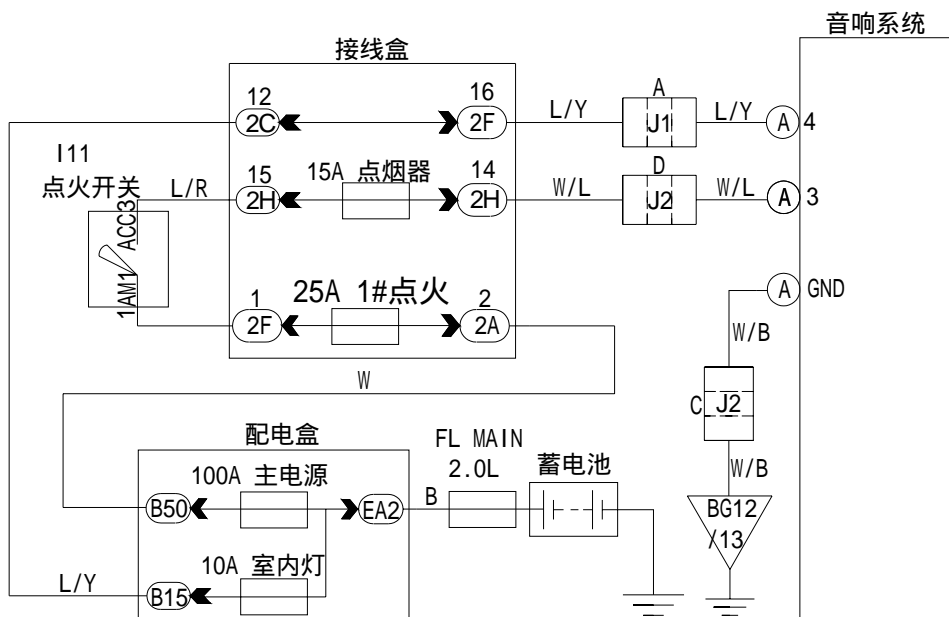 音响系统
接线盒
12
2C
16
2F
L/Y
A
J1
L/Y
A
4
I11
点火开关
L/R
15
2H
15A 点烟器
14
2H
W/L
D
J2
W/L
A
3
ACC3
1AM1
1
2F
25A 1#点火
2
2A
A
GND
W/B
W
C
J2
W/B
BG12
/13
配电盒
100A 主电源
B50
EA2
B
FL MAIN
2.0L
蓄电池
10A 室内灯
L/Y
B15